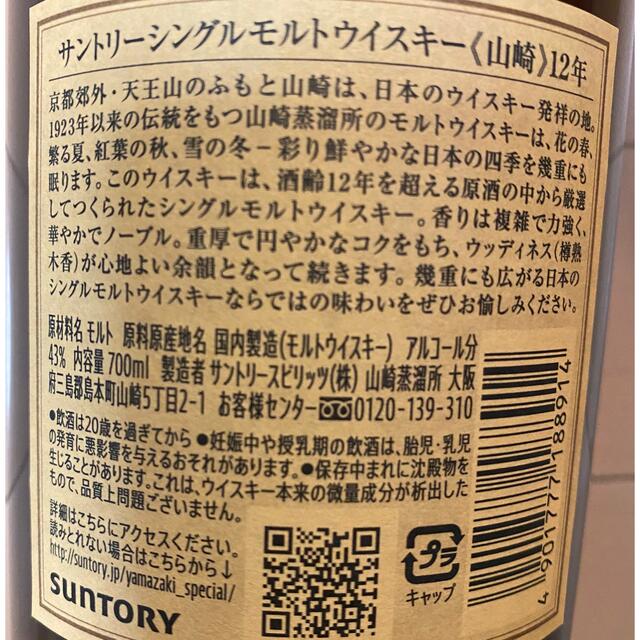 サントリーシングルモルトウイスキー《山崎》12年
京都郊外・天王山のふもと山崎は、日本のウイスキー発祥の地。
1923年以来の伝統をもつ山崎蒸溜所のモルトウイスキーは、花の春、
繁る夏、紅葉の秋、雪の冬－彩り鮮やかな日本の四季を幾重にも
眠ります。このウイスキーは、酒齢12年を超える原酒の中から厳選
してつくられたシングルモルトウイスキー。香りは複雑で力強く、
華やかでノーブル。重厚で円やかなコクをもち、ウッディネス(樽熟
木香)が心地よい余韻となって続きます。幾重にも広がる日本の
シングルモルトウイスキーならではの味わいをぜひお愉しみください。
原材料名 モルト 原料原産地名 国内製造(モルトウイスキー) アルコール分
43% 内容量 700ml 製造者 サントリースピリッツ(株) 山崎蒸溜所 大阪
府三島郡島本町山崎5丁目2-1 お客様センター 0120-139-310
●飲酒は20歳を過ぎてから ●妊娠中や授乳期の飲酒は、胎児・乳児
の発育に悪影響を与えるおそれがあります。●保存中まれに沈殿物を
生じることがあります。これは、ウイスキー本来の微量成分が析出した
もので、品質上問題ございません。
詳細はこちらにアクセスください。
読みとれない場合はこちらから↓
http://suntory.jp/yamazaki_special/
SUNTORY
プラ
キャップ
4 901777 188914